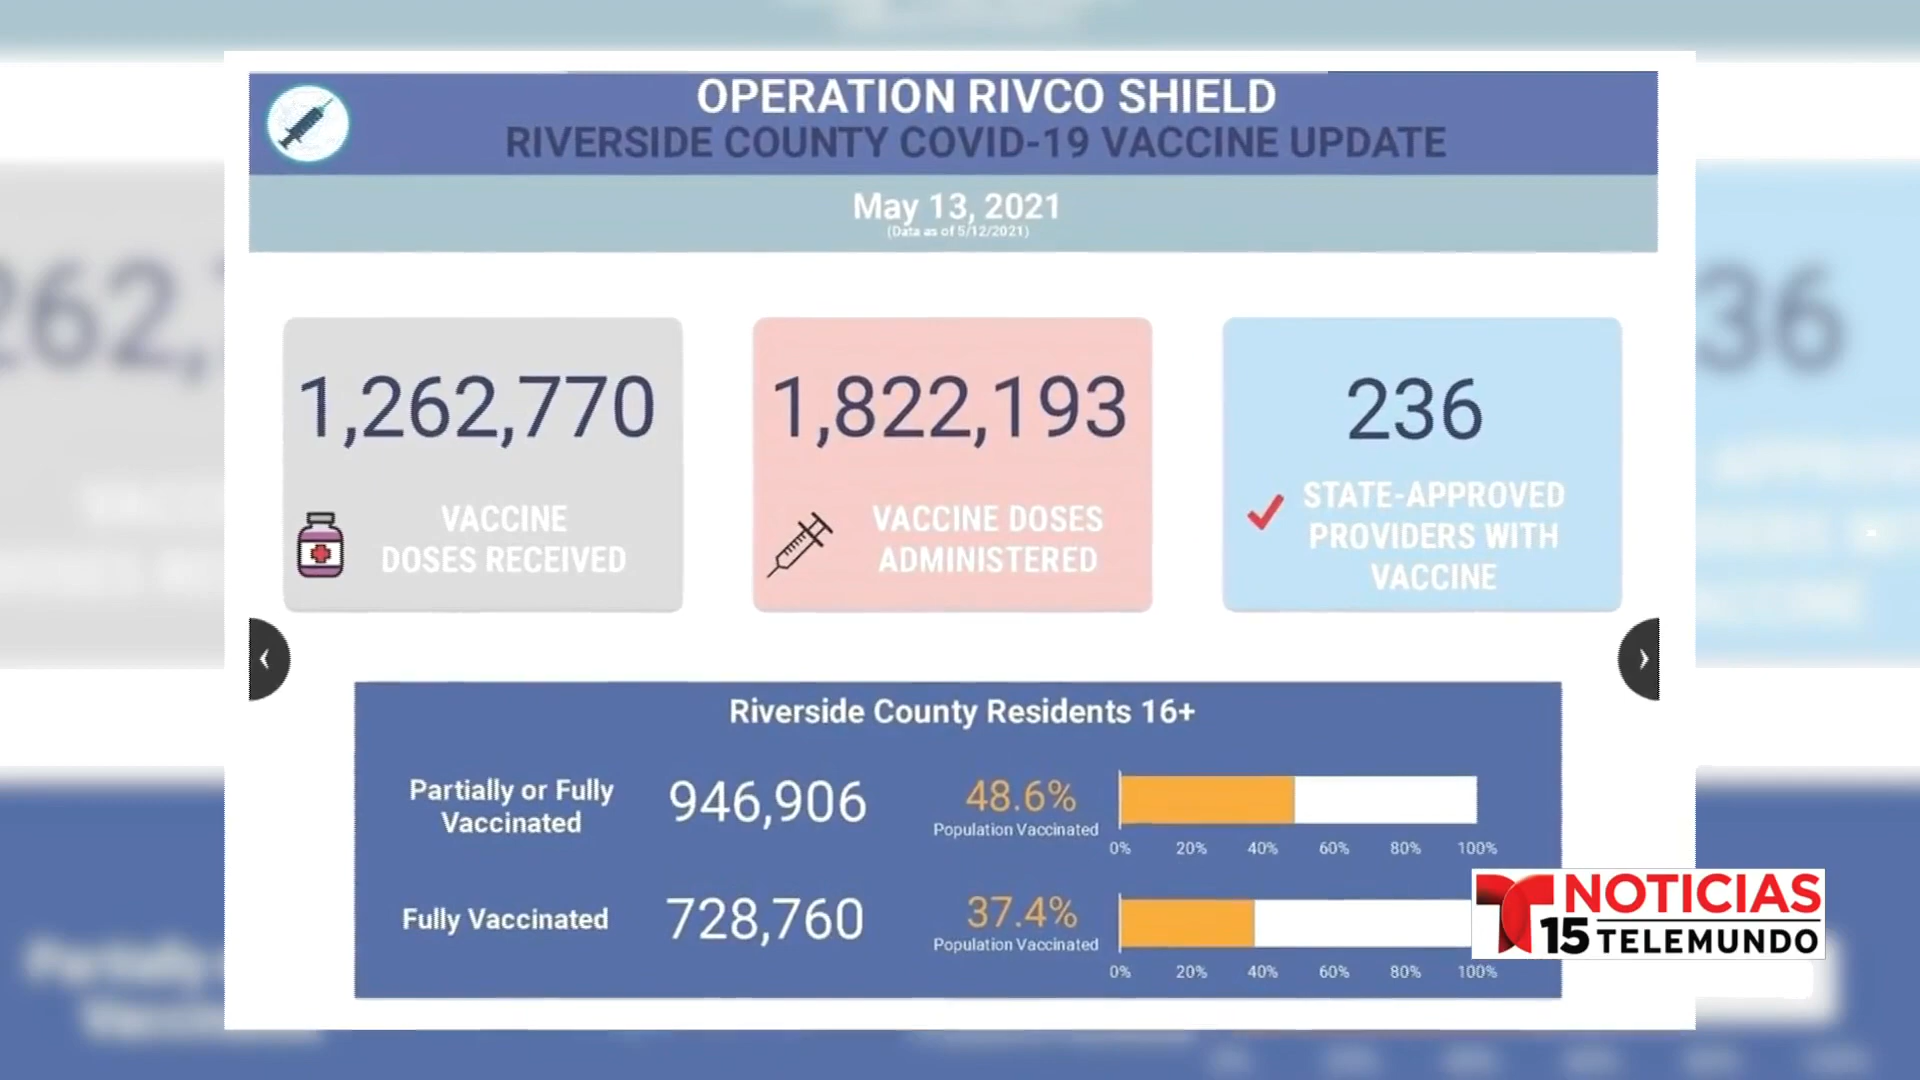 OPERATION RIVCO SHIELD
RIVERSIDE COUNTY COVID-19 VACCINE UPDATE
May 13, 2021
(Data as of 5/12/2021)
1,262,770
VACCINE
DOSES RECEIVED
1,822,193
VACCINE DOSES
ADMINISTERED
236
STATE-APPROVED
PROVIDERS WITH
VACCINE
Riverside County Residents 16+
Partially or Fully
Vaccinated
946,906
48.6%
Population Vaccinated
0% 20% 40% 60% 80% 100%
Fully Vaccinated
728,760
37.4%
Population Vaccinated
0% 20% 40% 60% 80% 100%
NOTICIAS
15 TELEMUNDO